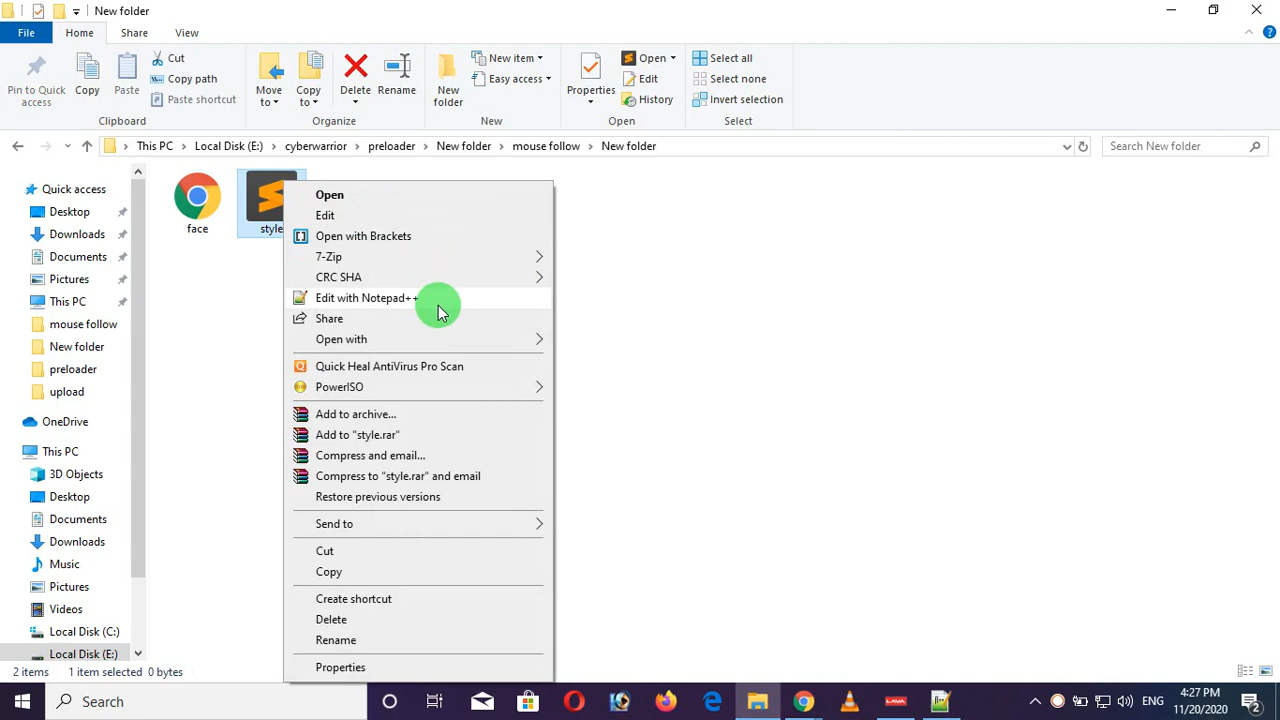 New folder
File
Home
Share
View
Pin to Quick access
Copy
Paste
Cut
Copy path
Paste shortcut
Clipboard
Move to
Copy to
Delete
Rename
Organize
New folder
New item
Easy access
New
Properties
Open
Edit
History
Open
Select all
Select none
Invert selection
Select
This PC
Local Disk (E:)
cyberwarrior
preloader
New folder
mouse follow
New folder
Search New folder
Quick access
Desktop
Downloads
Documents
Pictures
This PC
mouse follow
New folder
preloader
upload
OneDrive
This PC
3D Objects
Desktop
Documents
Downloads
Music
Pictures
Videos
Local Disk (C:)
Local Disk (E:)
face
style
Open
Edit
Open with Brackets
7-Zip
CRC SHA
Edit with Notepad++
Share
Open with
Quick Heal AntiVirus Pro Scan
PowerISO
Add to archive...
Add to "style.rar"
Compress and email...
Compress to "style.rar" and email
Restore previous versions
Send to
Cut
Copy
Create shortcut
Delete
Rename
Properties
2 items
1 item selected 0 bytes
Search
LAVA
ENG
4:27 PM
11/20/2020
2